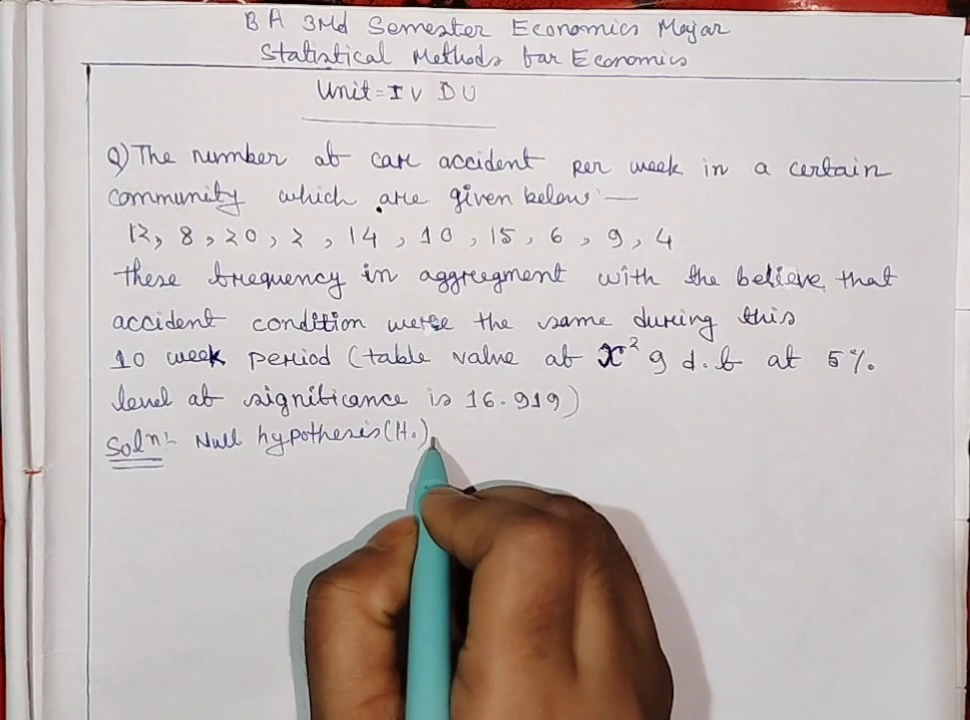 BA 3rd Semester Economics Major
Statistical Methods for Economics
Unit = IV DU
Q) The number of car accident per week in a certain
community which are given below :-
12, 8, 20, 2, 14, 10, 15, 6, 9, 4
these frequency in aggreegment with the believe that
accident condition were the same during this
10 week period (table value of x² 9 d.f at 5%.
level of significance is 16.919)
Soln:- Null hypothesis (H₀)